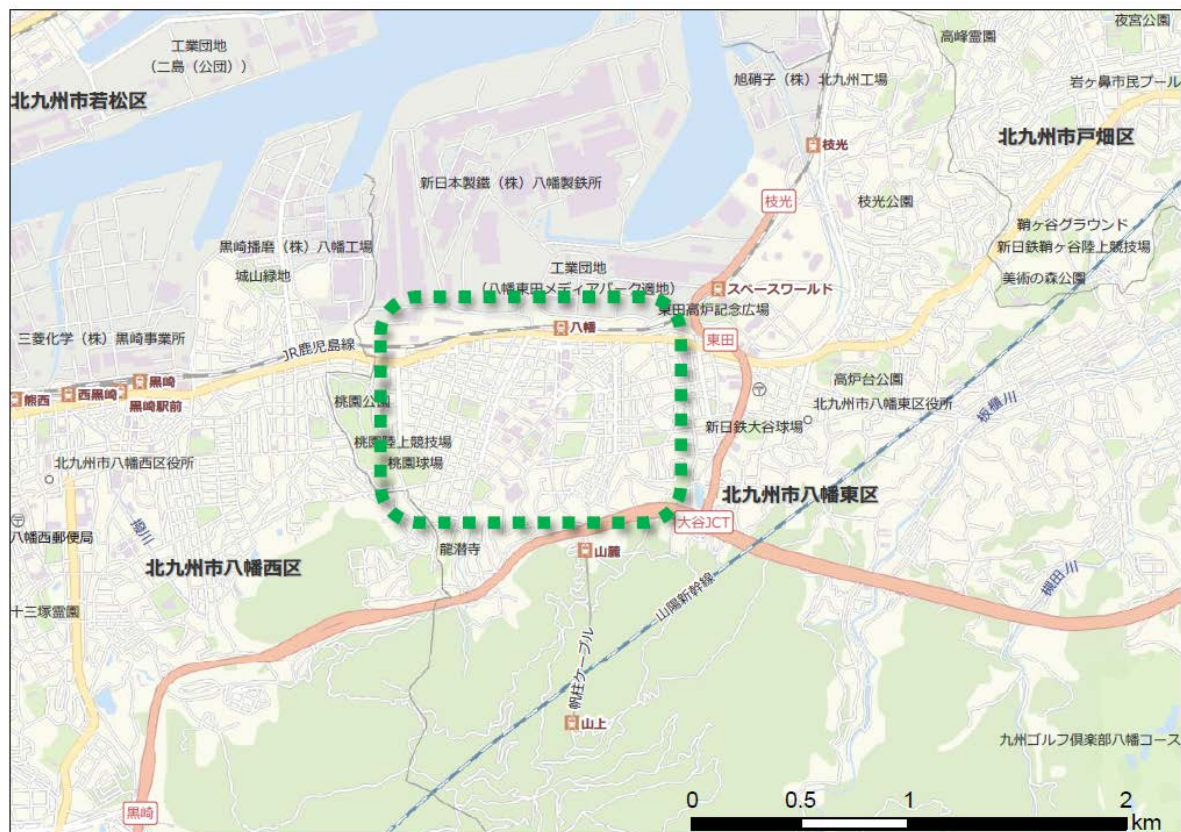 夜宮公園
高峰霊園
工業団地
（二島（公団））
旭硝子（株）北九州工場
岩ヶ鼻市民プール
北九州市若松区
北九州市戸畑区
枝光
新日本製鐵（株）八幡製鉄所
枝光
枝光公園
鞘ヶ谷グラウンド
新日鉄鞘ヶ谷陸上競技場
美術の森公園
黒崎播磨（株）八幡工場
城山緑地
工業団地
（八幡東田メディアパーク適地）
スペースワールド
東田高炉記念広場
三菱化学（株）黒崎事業所
JR鹿児島線
八幡
東田
黒崎
西黒崎
熊西
黒崎駅前
桃園公園
高炉台公園
北九州市八幡東区役所
板櫃川
桃園陸上競技場
桃園球場
新日鉄大谷球場
北九州市八幡西区役所
北九州市八幡東区
大谷JCT
八幡西郵便局
撥川
龍潜寺
山麓
北九州市八幡西区
山陽新幹線
槻田川
十三塚霊園
帆柱ケーブル
山上
九州ゴルフ倶楽部八幡コース
黒崎
0 0.5 1 2
km